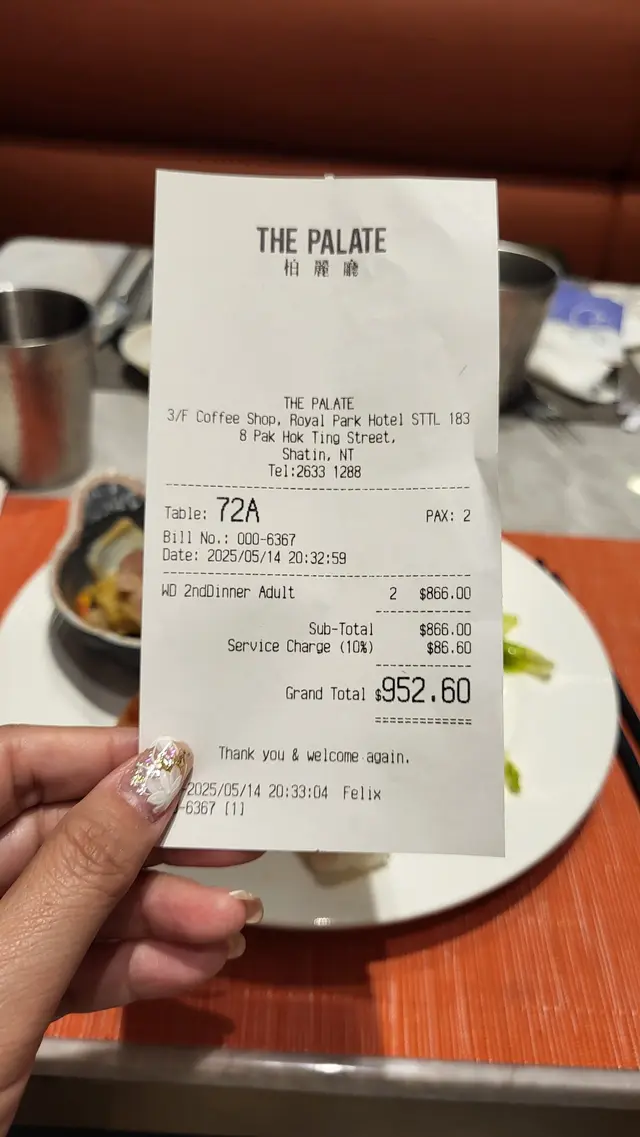 THE PALATE
柏麗廳
THE PALATE
3/F Coffee Shop, Royal Park Hotel STTL 183
8 Pak Hok Ting Street,
Shatin, NT
Tel:2633 1288
Table: 72A PAX: 2
Bill No.: 000-6367
Date: 2025/05/14 20:32:59
WD 2ndDinner Adult 2 $866.00
Sub-Total $866.00
Service Charge (10%) $86.60
Grand Total $952.60
Thank you & welcome again.
-2025/05/14 20:33:04 Felix
-6367 [1]